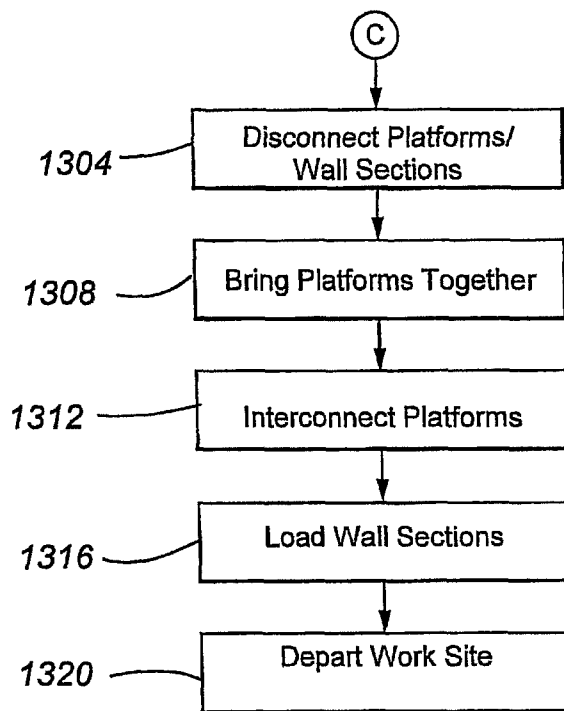 C
1304
Disconnect Platforms/
Wall Sections
1308
Bring Platforms Together
1312
Interconnect Platforms
1316
Load Wall Sections
1320
Depart Work Site